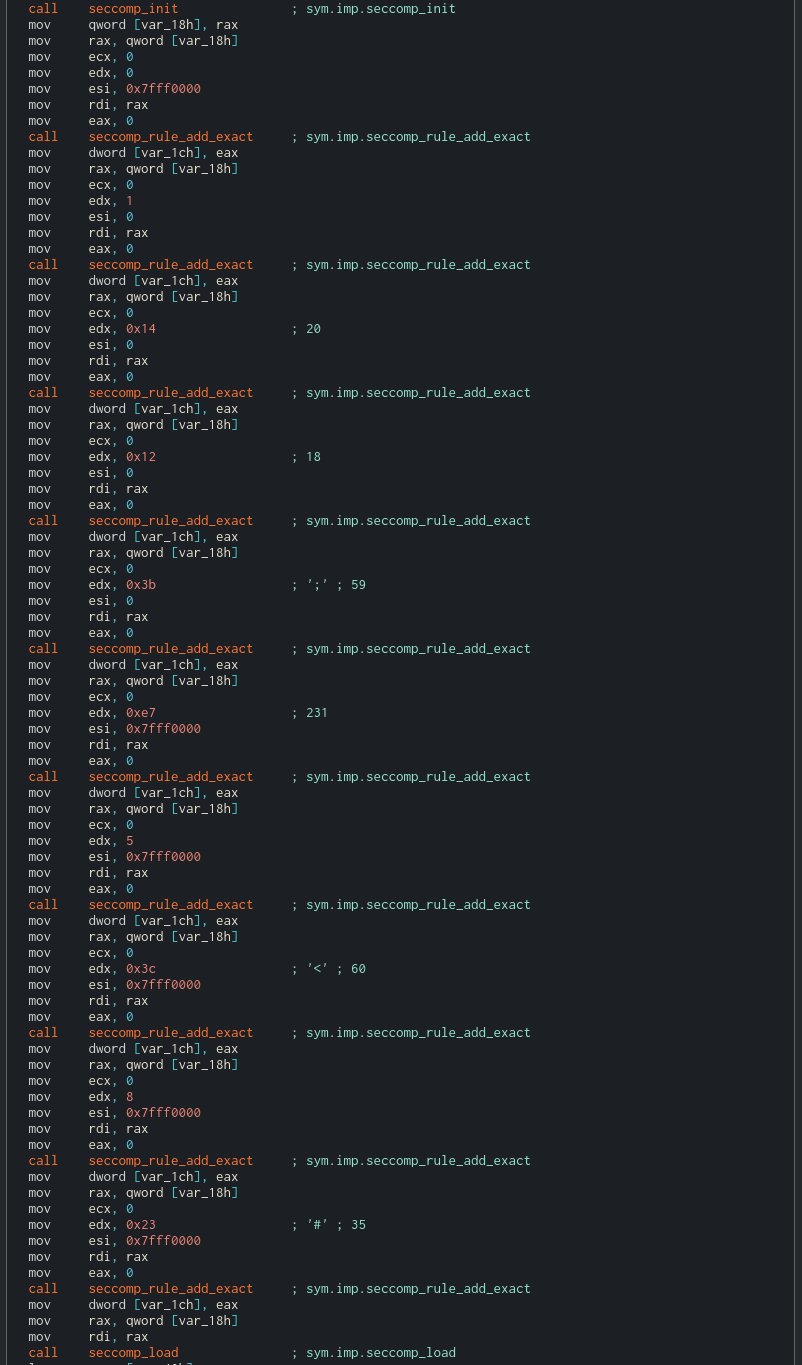 call seccomp_init ; sym.imp.seccomp_init
mov qword [var_18h], rax
mov rax, qword [var_18h]
mov ecx, 0
mov edx, 0
mov esi, 0x7fff0000
mov rdi, rax
mov eax, 0
call seccomp_rule_add_exact ; sym.imp.seccomp_rule_add_exact
mov dword [var_1ch], eax
mov rax, qword [var_18h]
mov ecx, 0
mov edx, 1
mov esi, 0
mov rdi, rax
mov eax, 0
call seccomp_rule_add_exact ; sym.imp.seccomp_rule_add_exact
mov dword [var_1ch], eax
mov rax, qword [var_18h]
mov ecx, 0
mov edx, 0x14 ; 20
mov esi, 0
mov rdi, rax
mov eax, 0
call seccomp_rule_add_exact ; sym.imp.seccomp_rule_add_exact
mov dword [var_1ch], eax
mov rax, qword [var_18h]
mov ecx, 0
mov edx, 0x12 ; 18
mov esi, 0
mov rdi, rax
mov eax, 0
call seccomp_rule_add_exact ; sym.imp.seccomp_rule_add_exact
mov dword [var_1ch], eax
mov rax, qword [var_18h]
mov ecx, 0
mov edx, 0x3b ; ';' ; 59
mov esi, 0
mov rdi, rax
mov eax, 0
call seccomp_rule_add_exact ; sym.imp.seccomp_rule_add_exact
mov dword [var_1ch], eax
mov rax, qword [var_18h]
mov ecx, 0
mov edx, 0xe7 ; 231
mov esi, 0x7fff0000
mov rdi, rax
mov eax, 0
call seccomp_rule_add_exact ; sym.imp.seccomp_rule_add_exact
mov dword [var_1ch], eax
mov rax, qword [var_18h]
mov ecx, 0
mov edx, 5
mov esi, 0x7fff0000
mov rdi, rax
mov eax, 0
call seccomp_rule_add_exact ; sym.imp.seccomp_rule_add_exact
mov dword [var_1ch], eax
mov rax, qword [var_18h]
mov ecx, 0
mov edx, 0x3c ; '<' ; 60
mov esi, 0x7fff0000
mov rdi, rax
mov eax, 0
call seccomp_rule_add_exact ; sym.imp.seccomp_rule_add_exact
mov dword [var_1ch], eax
mov rax, qword [var_18h]
mov ecx, 0
mov edx, 8
mov esi, 0x7fff0000
mov rdi, rax
mov eax, 0
call seccomp_rule_add_exact ; sym.imp.seccomp_rule_add_exact
mov dword [var_1ch], eax
mov rax, qword [var_18h]
mov ecx, 0
mov edx, 0x23 ; '#' ; 35
mov esi, 0x7fff0000
mov rdi, rax
mov eax, 0
call seccomp_rule_add_exact ; sym.imp.seccomp_rule_add_exact
mov dword [var_1ch], eax
mov rax, qword [var_18h]
mov rdi, rax
call seccomp_load ; sym.imp.seccomp_load